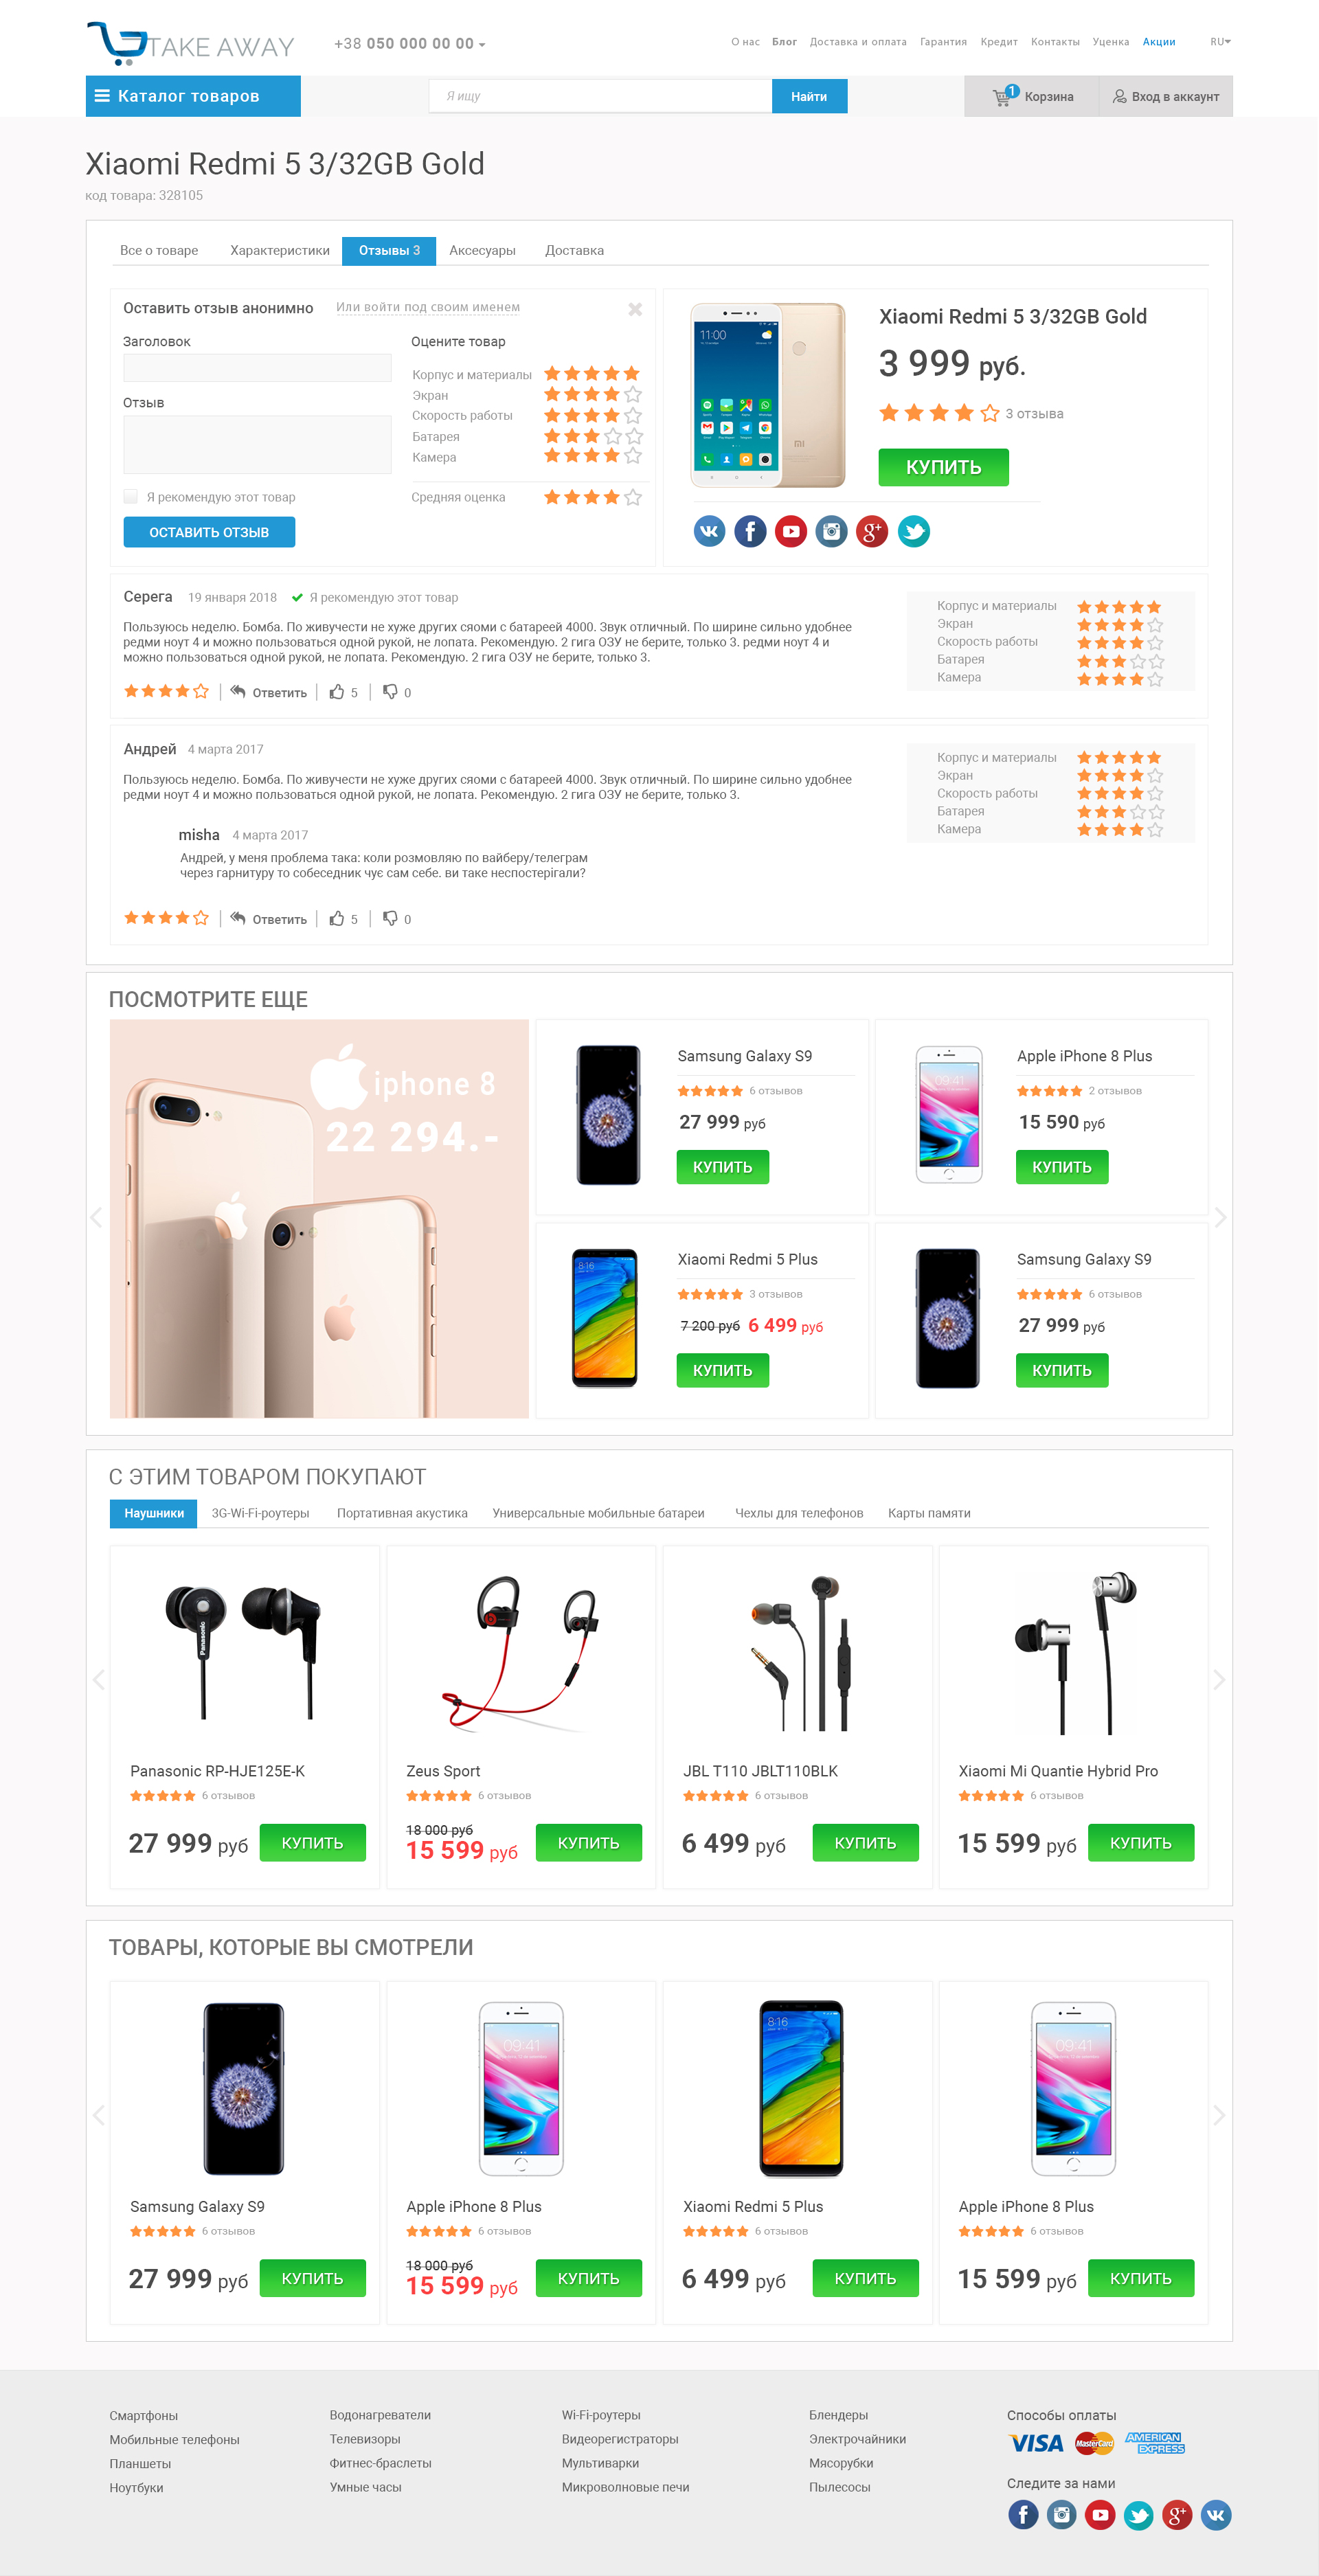 TAKE AWAY
+38 050 000 00 00
О нас Блог Доставка и оплата Гарантия Кредит Контакты Уценка Акции RU
Каталог товаров
Я ищу
Найти
1 Корзина
Вход в аккаунт
Xiaomi Redmi 5 3/32GB Gold
код товара: 328105
Все о товаре Характеристики Отзывы 3 Аксесуары Доставка
Оставить отзыв анонимно Или войти под своим именем
Заголовок
Отзыв
Я рекомендую этот товар
ОСТАВИТЬ ОТЗЫВ
Оцените товар
Корпус и материалы
Экран
Скорость работы
Батарея
Камера
Средняя оценка
11:00
mi
Xiaomi Redmi 5 3/32GB Gold
3 999 руб.
3 отзыва
КУПИТЬ
Серега 19 января 2018 Я рекомендую этот товар
Пользуюсь неделю. Бомба. По живучести не хуже других сяоми с батареей 4000. Звук отличный. По ширине сильно удобнее
редми ноут 4 и можно пользоваться одной рукой, не лопата. Рекомендую. 2 гига ОЗУ не берите, только 3. редми ноут 4 и
можно пользоваться одной рукой, не лопата. Рекомендую. 2 гига ОЗУ не берите, только 3.
Ответить 5 0
Корпус и материалы
Экран
Скорость работы
Батарея
Камера
Андрей 4 марта 2017
Пользуюсь неделю. Бомба. По живучести не хуже других сяоми с батареей 4000. Звук отличный. По ширине сильно удобнее
редми ноут 4 и можно пользоваться одной рукой, не лопата. Рекомендую. 2 гига ОЗУ не берите, только 3.
misha 4 марта 2017
Андрей, у меня проблема така: коли розмовляю по вайберу/телеграм
через гарнитуру то собеседник чує сам себе. ви таке неспостерігали?
Ответить 5 0
Корпус и материалы
Экран
Скорость работы
Батарея
Камера
ПОСМОТРИТЕ ЕЩЕ
iphone 8
22 294.-
Samsung Galaxy S9
6 отзывов
27 999 руб
КУПИТЬ
09:41
Apple iPhone 8 Plus
2 отзывов
15 590 руб
КУПИТЬ
8:16
Xiaomi Redmi 5 Plus
3 отзывов
7 200 руб 6 499 руб
КУПИТЬ
Samsung Galaxy S9
6 отзывов
27 999 руб
КУПИТЬ
С ЭТИМ ТОВАРОМ ПОКУПАЮТ
Наушники 3G-Wi-Fi-роутеры Портативная акустика Универсальные мобильные батареи Чехлы для телефонов Карты памяти
Panasonic
Panasonic RP-HJE125E-K
6 отзывов
27 999 руб
КУПИТЬ
Zeus Sport
6 отзывов
18 000 руб
15 599 руб
КУПИТЬ
JBL T110 JBLT110BLK
6 отзывов
6 499 руб
КУПИТЬ
Xiaomi Mi Quantie Hybrid Pro
6 отзывов
15 599 руб
КУПИТЬ
ТОВАРЫ, КОТОРЫЕ ВЫ СМОТРЕЛИ
Samsung Galaxy S9
6 отзывов
27 999 руб
КУПИТЬ
09:41
Apple iPhone 8 Plus
6 отзывов
18 000 руб
15 599 руб
КУПИТЬ
8:16
Xiaomi Redmi 5 Plus
6 отзывов
6 499 руб
КУПИТЬ
09:41
Apple iPhone 8 Plus
6 отзывов
15 599 руб
КУПИТЬ
Смартфоны
Мобильные телефоны
Планшеты
Ноутбуки
Водонагреватели
Телевизоры
Фитнес-браслеты
Умные часы
Wi-Fi-роутеры
Видеорегистраторы
Мультиварки
Микроволновые печи
Блендеры
Электрочайники
Мясорубки
Пылесосы
Способы оплаты
VISA MasterCard AMERICAN EXPRESS
Следите за нами